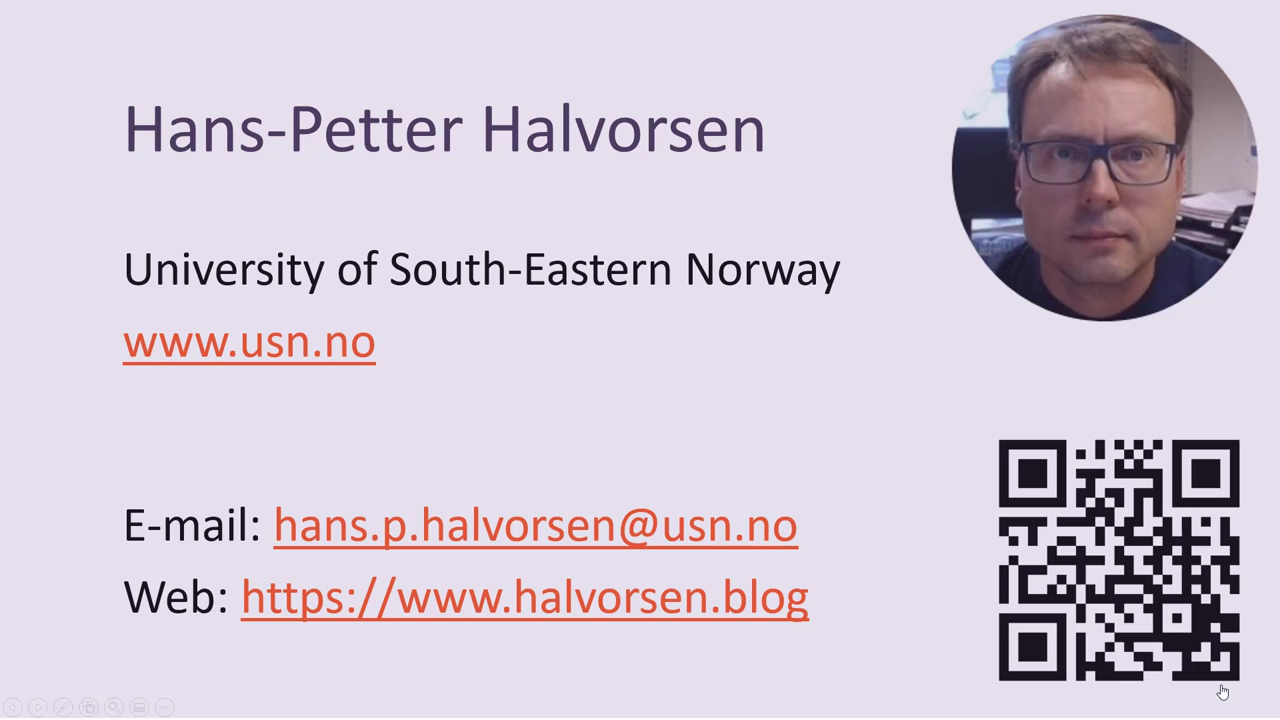 Hans-Petter Halvorsen
University of South-Eastern Norway
www.usn.no
E-mail: hans.p.halvorsen@usn.no
Web: https://www.halvorsen.blog